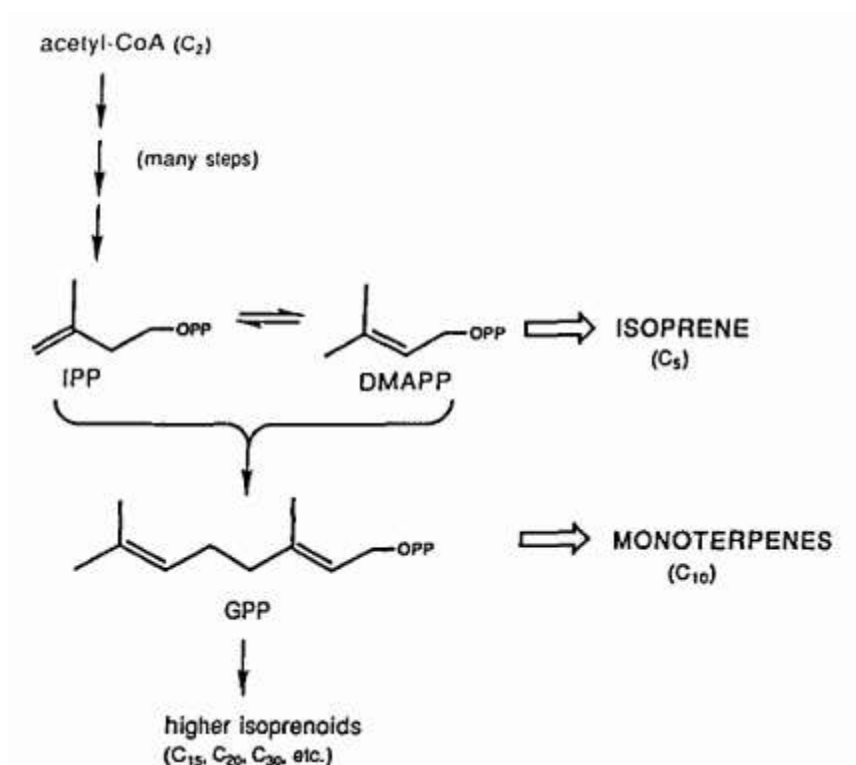 acetyl-CoA (C₂)
(many steps)
OPP
OPP
ISOPRENE
(C₅)
IPP
DMAPP
OPP
MONOTERPENES
(C₁₀)
GPP
higher isoprenoids
(C₁₅, C₂₀, C₃₀, etc.)